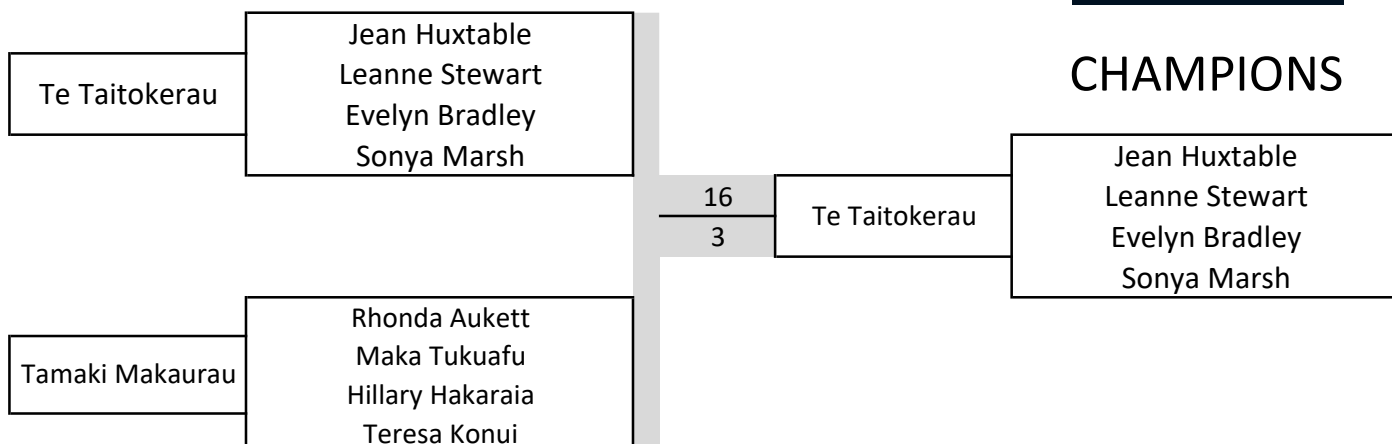 CHAMPIONS
Te Taitokerau
Jean Huxtable
Leanne Stewart
Evelyn Bradley
Sonya Marsh
16
3
Te Taitokerau
Jean Huxtable
Leanne Stewart
Evelyn Bradley
Sonya Marsh
Tamaki Makaurau
Rhonda Aukett
Maka Tukuafu
Hillary Hakaraia
Teresa Konui